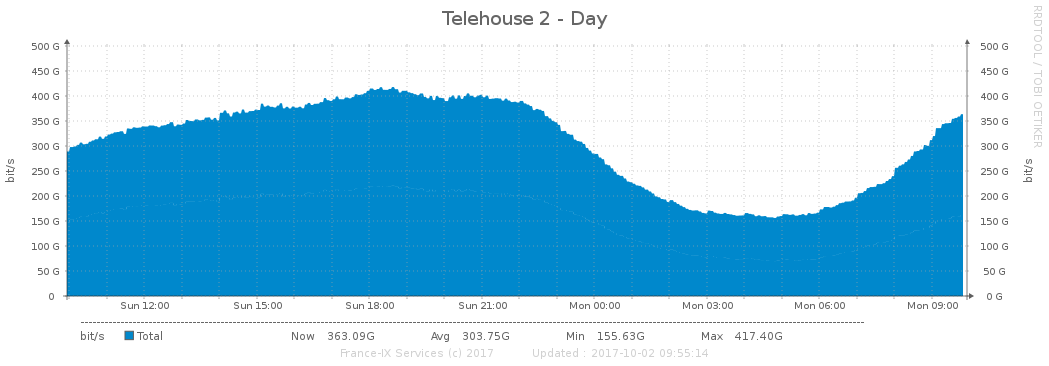 Telehouse 2 - Day
RRDTOOL / TOBI OETIKER
500 G 500 G
450 G 450 G
400 G 400 G
350 G 350 G
300 G 300 G
250 G 250 G
200 G 200 G
150 G 150 G
100 G 100 G
50 G 50 G
0 0 G
bit/s bit/s
Sun 12:00 Sun 15:00 Sun 18:00 Sun 21:00 Mon 00:00 Mon 03:00 Mon 06:00 Mon 09:00
bit/s Total Now 363.09G Avg 303.75G Min 155.63G Max 417.40G
France-IX Services (c) 2017 Updated : 2017-10-02 09:55:14